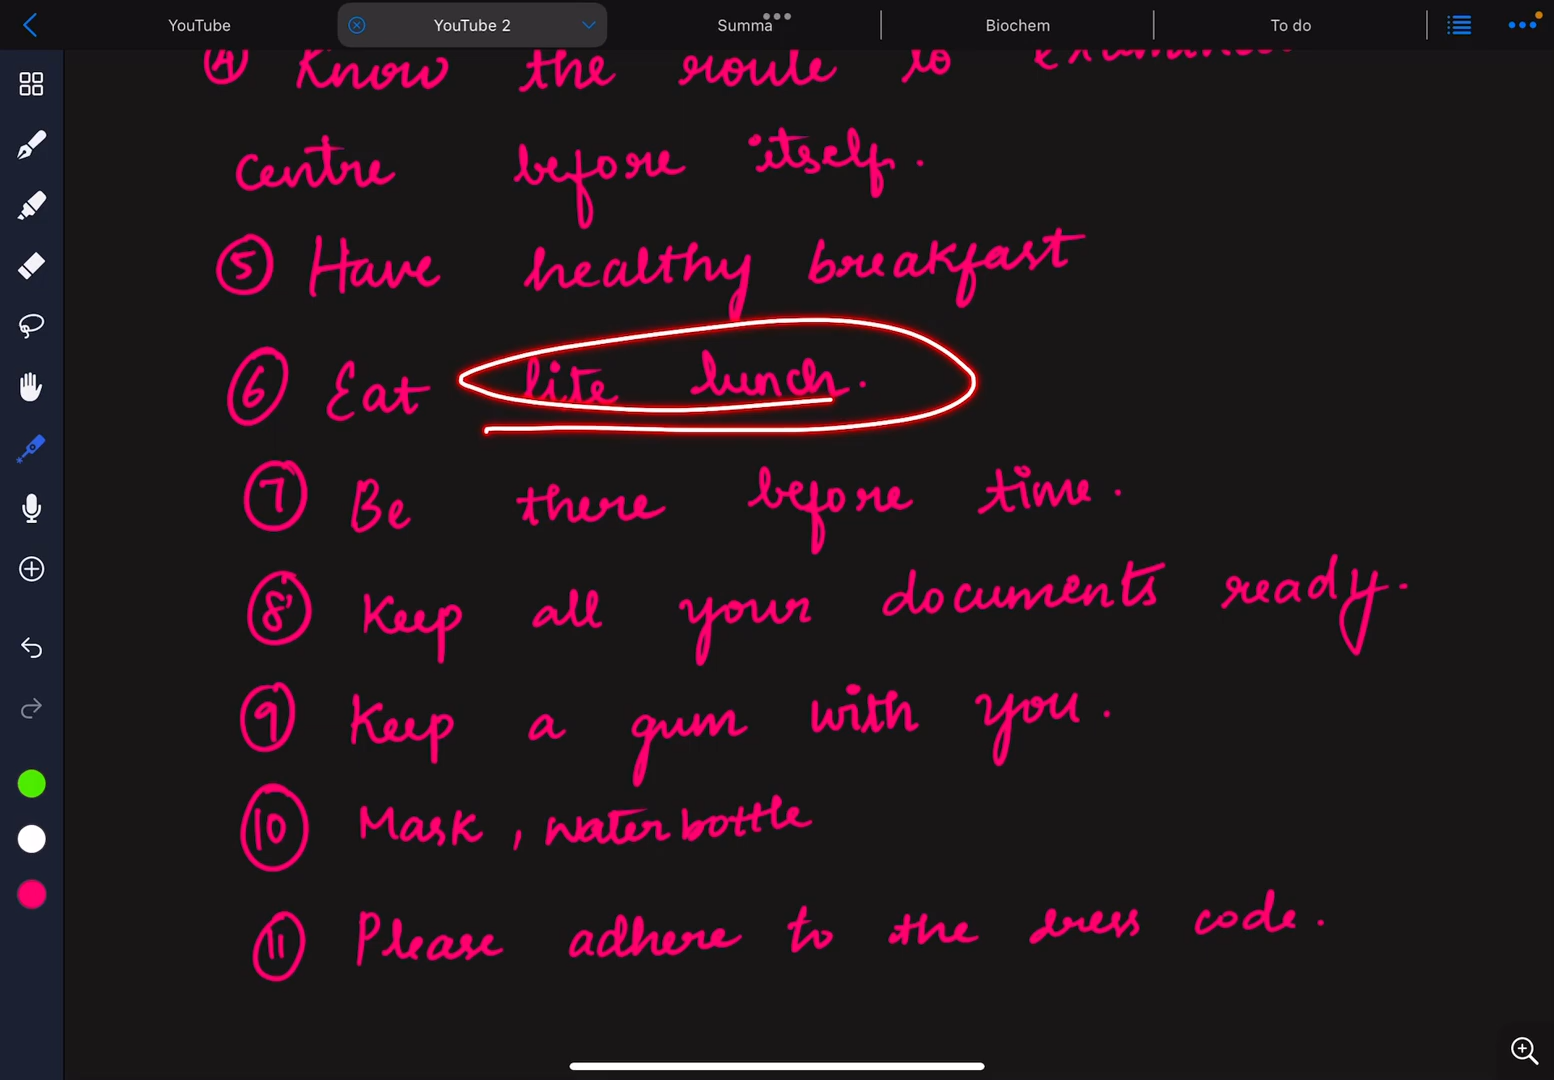 YouTube YouTube 2 Summa Biochem To do
④ Know the route to
centre before itself.
⑤ Have healthy breakfast
⑥ Eat lite lunch.
⑦ Be there before time.
⑧ Keep all your documents ready.
⑨ Keep a gum with you.
⑩ Mask, water bottle
⑪ Please adhere to the dress code.